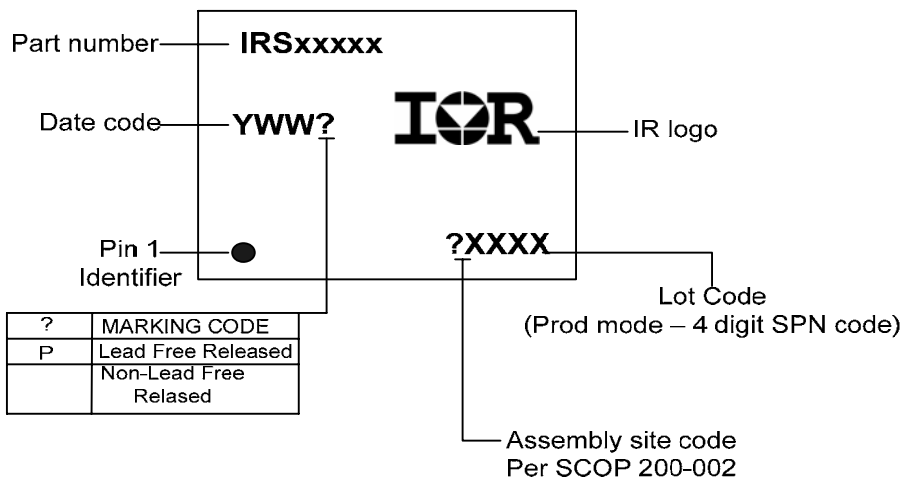 Part number
IRSxxxxx
Date code
YWW?
IOR
IR logo
Pin 1
Identifier
?XXXX
Lot Code
(Prod mode – 4 digit SPN code)
? MARKING CODE
P Lead Free Released
Non-Lead Free
Relased
Assembly site code
Per SCOP 200-002